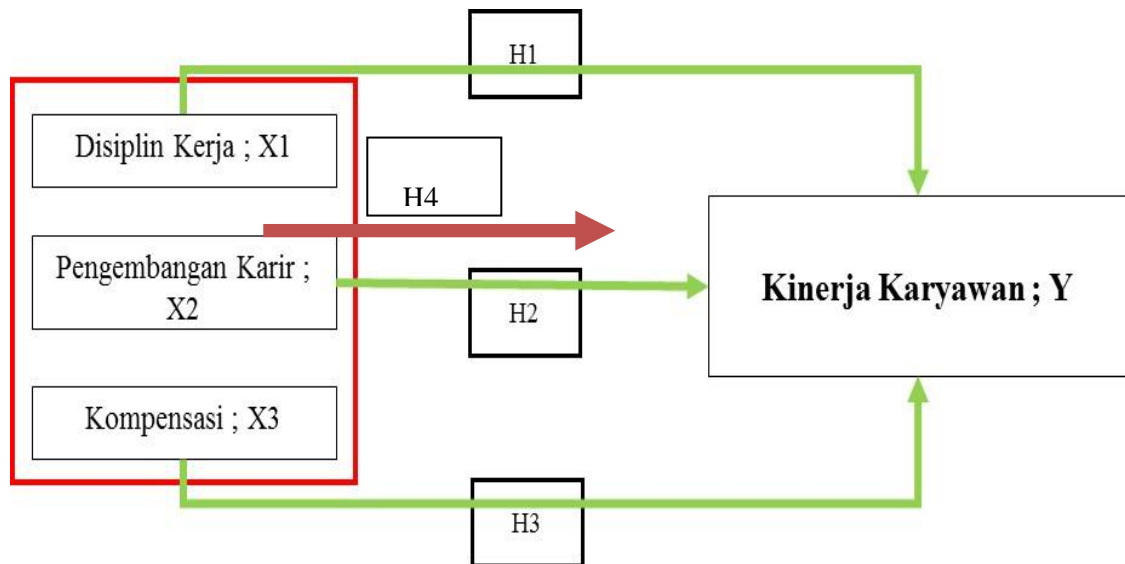 H1
Disiplin Kerja ; X1
H4
Pengembangan Karir ;
X2
H2
Kinerja Karyawan ; Y
Kompensasi ; X3
H3